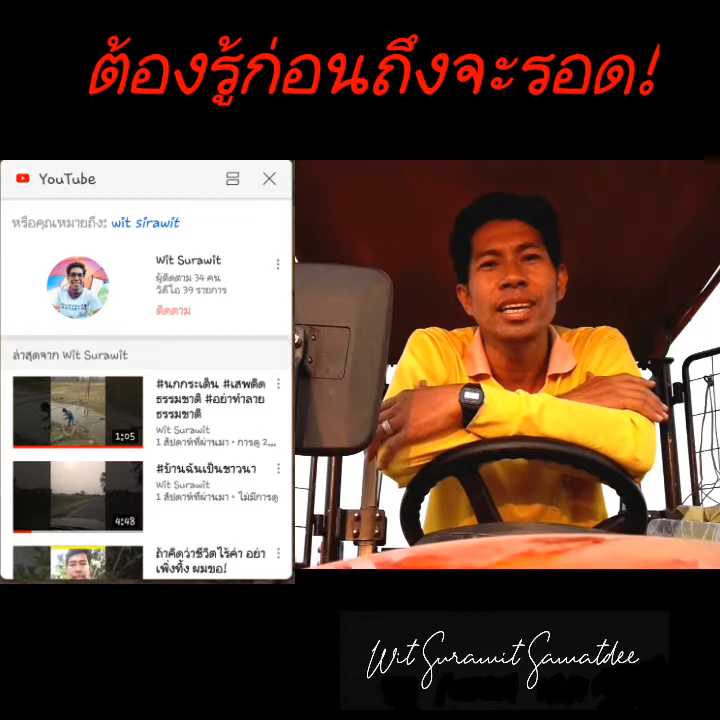 ต้องรู้ก่อนถึงจะรอด!
YouTube
หรือคุณหมายถึง: wit sirawit
Wit Surawit
ผู้ติดตาม 34 คน
วิดีโอ 39 รายการ
ติดตาม
ล่าสุดจาก Wit Surawit
#นกกระเต็น #เสพติด
ธรรมชาติ #อย่าทำลาย
ธรรมชาติ
Wit Surawit
1 สัปดาห์ที่ผ่านมา • การดู 2,...
1:05
#บ้านฉันเป็นชาวนา
Wit Surawit
1 สัปดาห์ที่ผ่านมา • ไม่มีการดู
4:48
ถ้าคิดว่าชีวิตไร้ค่า อย่า
เพิ่งทิ้ง ผมขอ!
Wit Surawit Samatdee